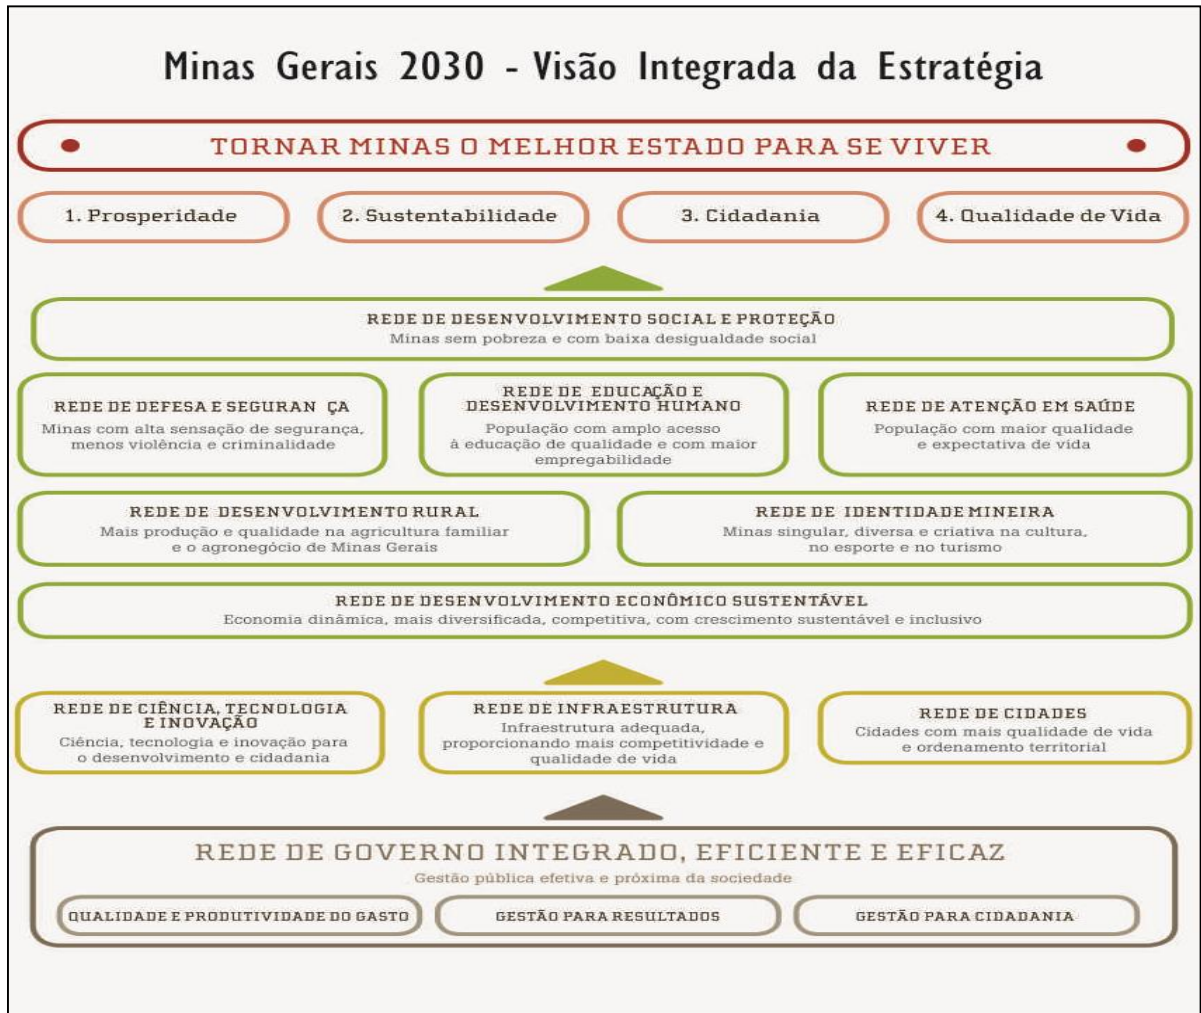 Minas Gerais 2030 - Visão Integrada da Estratégia
TORNAR MINAS O MELHOR ESTADO PARA SE VIVER
1. Prosperidade
2. Sustentabilidade
3. Cidadania
4. Qualidade de Vida
REDE DE DESENVOLVIMENTO SOCIAL E PROTEÇÃO
Minas sem pobreza e com baixa desigualdade social
REDE DE DEFESA E SEGURAN ÇA
Minas com alta sensação de segurança,
menos violência e criminalidade
REDE DE EDUCAÇÃO E
DESENVOLVIMENTO HUMANO
População com amplo acesso
à educação de qualidade e com maior
empregabilidade
REDE DE ATENÇÃO EM SAÚDE
População com maior qualidade
e expectativa de vida
REDE DE DESENVOLVIMENTO RURAL
Mais produção e qualidade na agricultura familiar
e o agronegócio de Minas Gerais
REDE DE IDENTIDADE MINEIRA
Minas singular, diversa e criativa na cultura,
no esporte e no turismo
REDE DE DESENVOLVIMENTO ECONÔMICO SUSTENTÁVEL
Economia dinâmica, mais diversificada, competitiva, com crescimento sustentável e inclusivo
REDE DE CIÊNCIA, TECNOLOGIA
E INOVAÇÃO
Ciência, tecnologia e inovação para
o desenvolvimento e cidadania
REDE DE INFRAESTRUTURA
Infraestrutura adequada,
proporcionando mais competitividade e
qualidade de vida
REDE DE CIDADES
Cidades com mais qualidade de vida
e ordenamento territorial
REDE DE GOVERNO INTEGRADO, EFICIENTE E EFICAZ
Gestão pública efetiva e próxima da sociedade
QUALIDADE E PRODUTIVIDADE DO GASTO
GESTÃO PARA RESULTADOS
GESTÃO PARA CIDADANIA